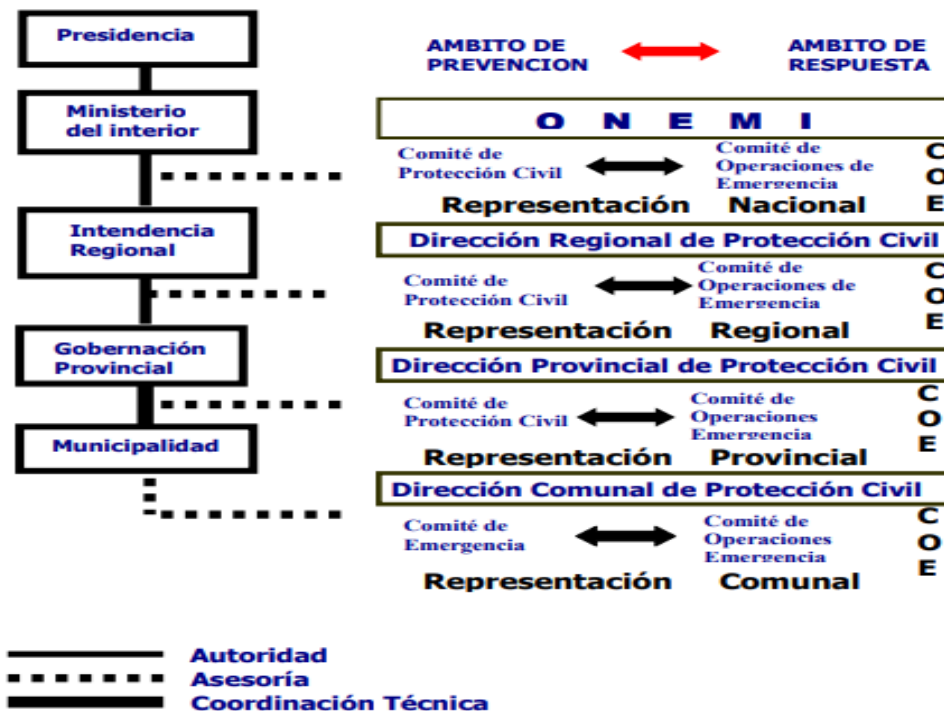 Presidencia
Ministerio
del interior
Intendencia
Regional
Gobernación
Provincial
Municipalidad
AMBITO DE
PREVENCION
AMBITO DE
RESPUESTA
O N E M I
Comité de
Protección Civil
Comité de
Operaciones de
Emergencia
C
O
E
Representación Nacional
Dirección Regional de Protección Civil
Comité de
Protección Civil
Comité de
Operaciones de
Emergencia
C
O
E
Representación Regional
Dirección Provincial de Protección Civil
Comité de
Protección Civil
Comité de
Operaciones
Emergencia
C
O
E
Representación Provincial
Dirección Comunal de Protección Civil
Comité de
Emergencia
Comité de
Operaciones
Emergencia
C
O
E
Representación Comunal
Autoridad
Asesoría
Coordinación Técnica